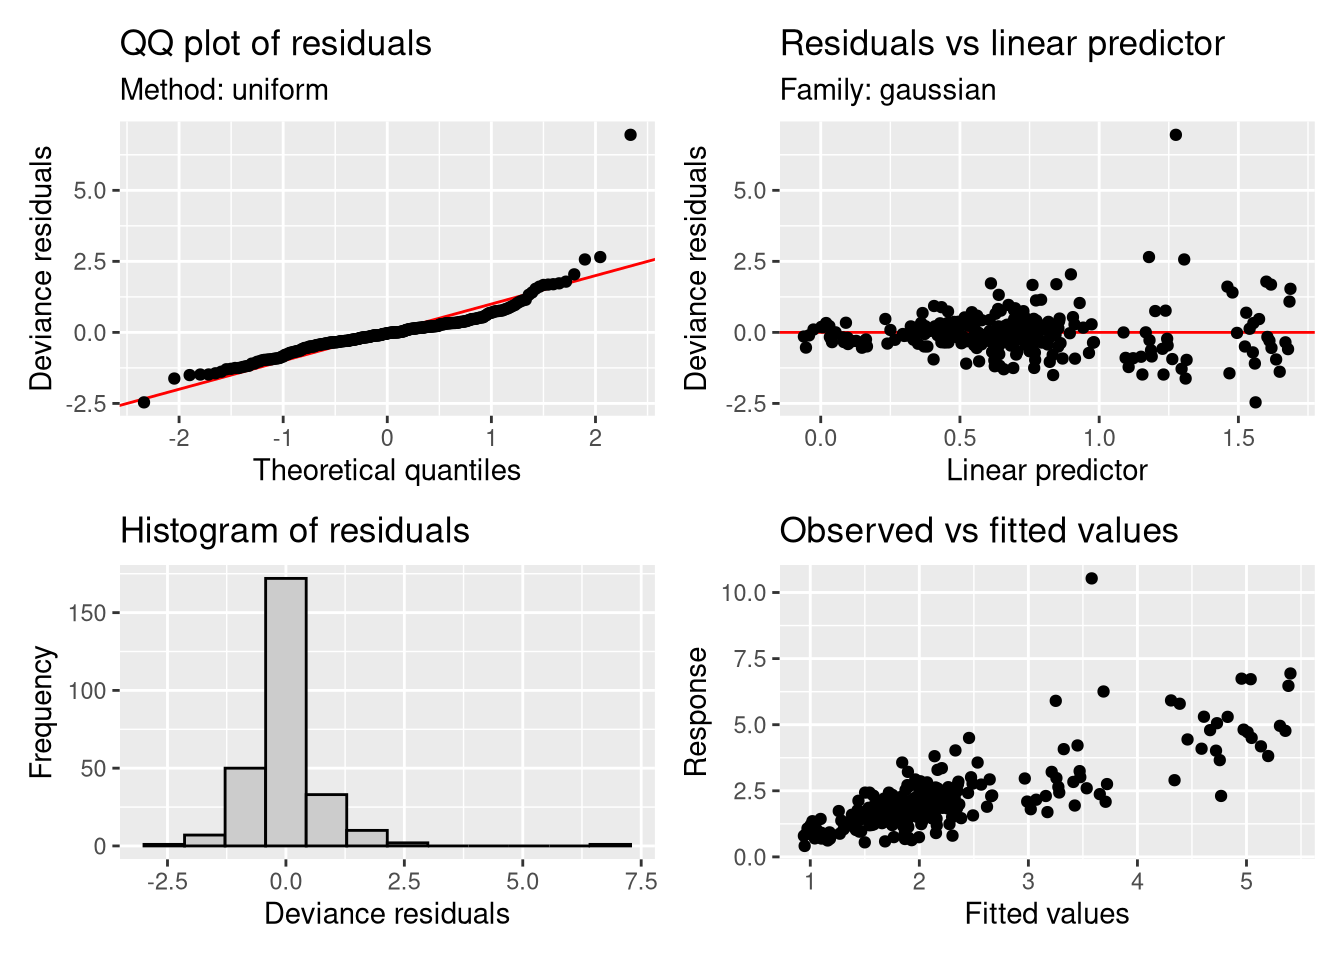 QQ plot of residuals
Method: uniform
Deviance residuals
5.0
2.5
0.0
-2.5
-2
-1
0
1
2
Theoretical quantiles
Residuals vs linear predictor
Family: gaussian
Deviance residuals
5.0
2.5
0.0
-2.5
0.0
0.5
1.0
1.5
Linear predictor
Histogram of residuals
Frequency
150
100
50
0
-2.5
0.0
2.5
5.0
7.5
Deviance residuals
Observed vs fitted values
Response
10.0
7.5
5.0
2.5
0.0
1
2
3
4
5
Fitted values